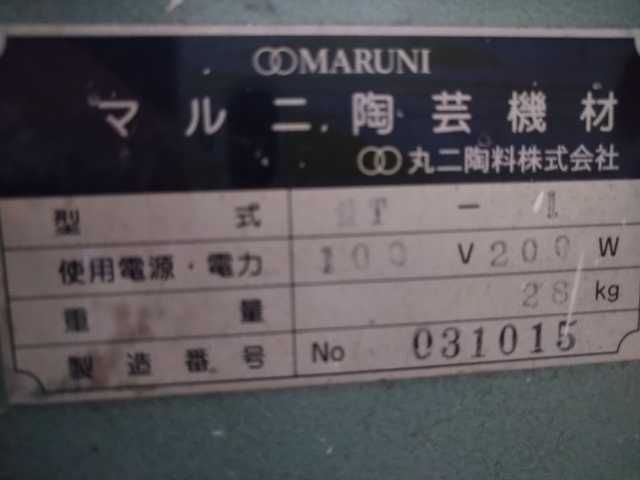 MARUNI
マルニ陶芸機材
丸二陶料株式会社
型式 - 1
使用電源・電力 100 V 200 W
重量 28 kg
製造番号 No 031015